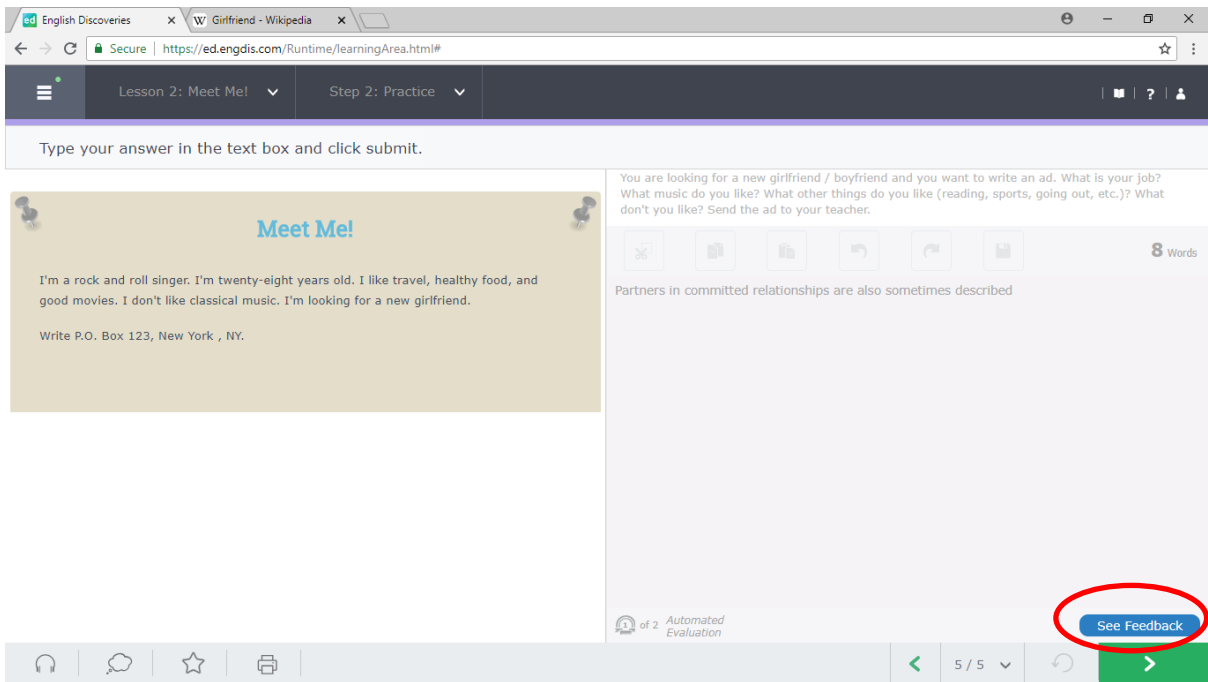 English Discoveries
Girlfriend - Wikipedia
Secure | https://ed.engdis.com/Runtime/learningArea.html#
Lesson 2: Meet Me!
Step 2: Practice
Type your answer in the text box and click submit.
Meet Me!
I'm a rock and roll singer. I'm twenty-eight years old. I like travel, healthy food, and
good movies. I don't like classical music. I'm looking for a new girlfriend.
Write P.O. Box 123, New York , NY.
You are looking for a new girlfriend / boyfriend and you want to write an ad. What is your job?
What music do you like? What other things do you like (reading, sports, going out, etc.)? What
don't you like? Send the ad to your teacher.
8 Words
Partners in committed relationships are also sometimes described
1 of 2 Automated
Evaluation
See Feedback
5 / 5